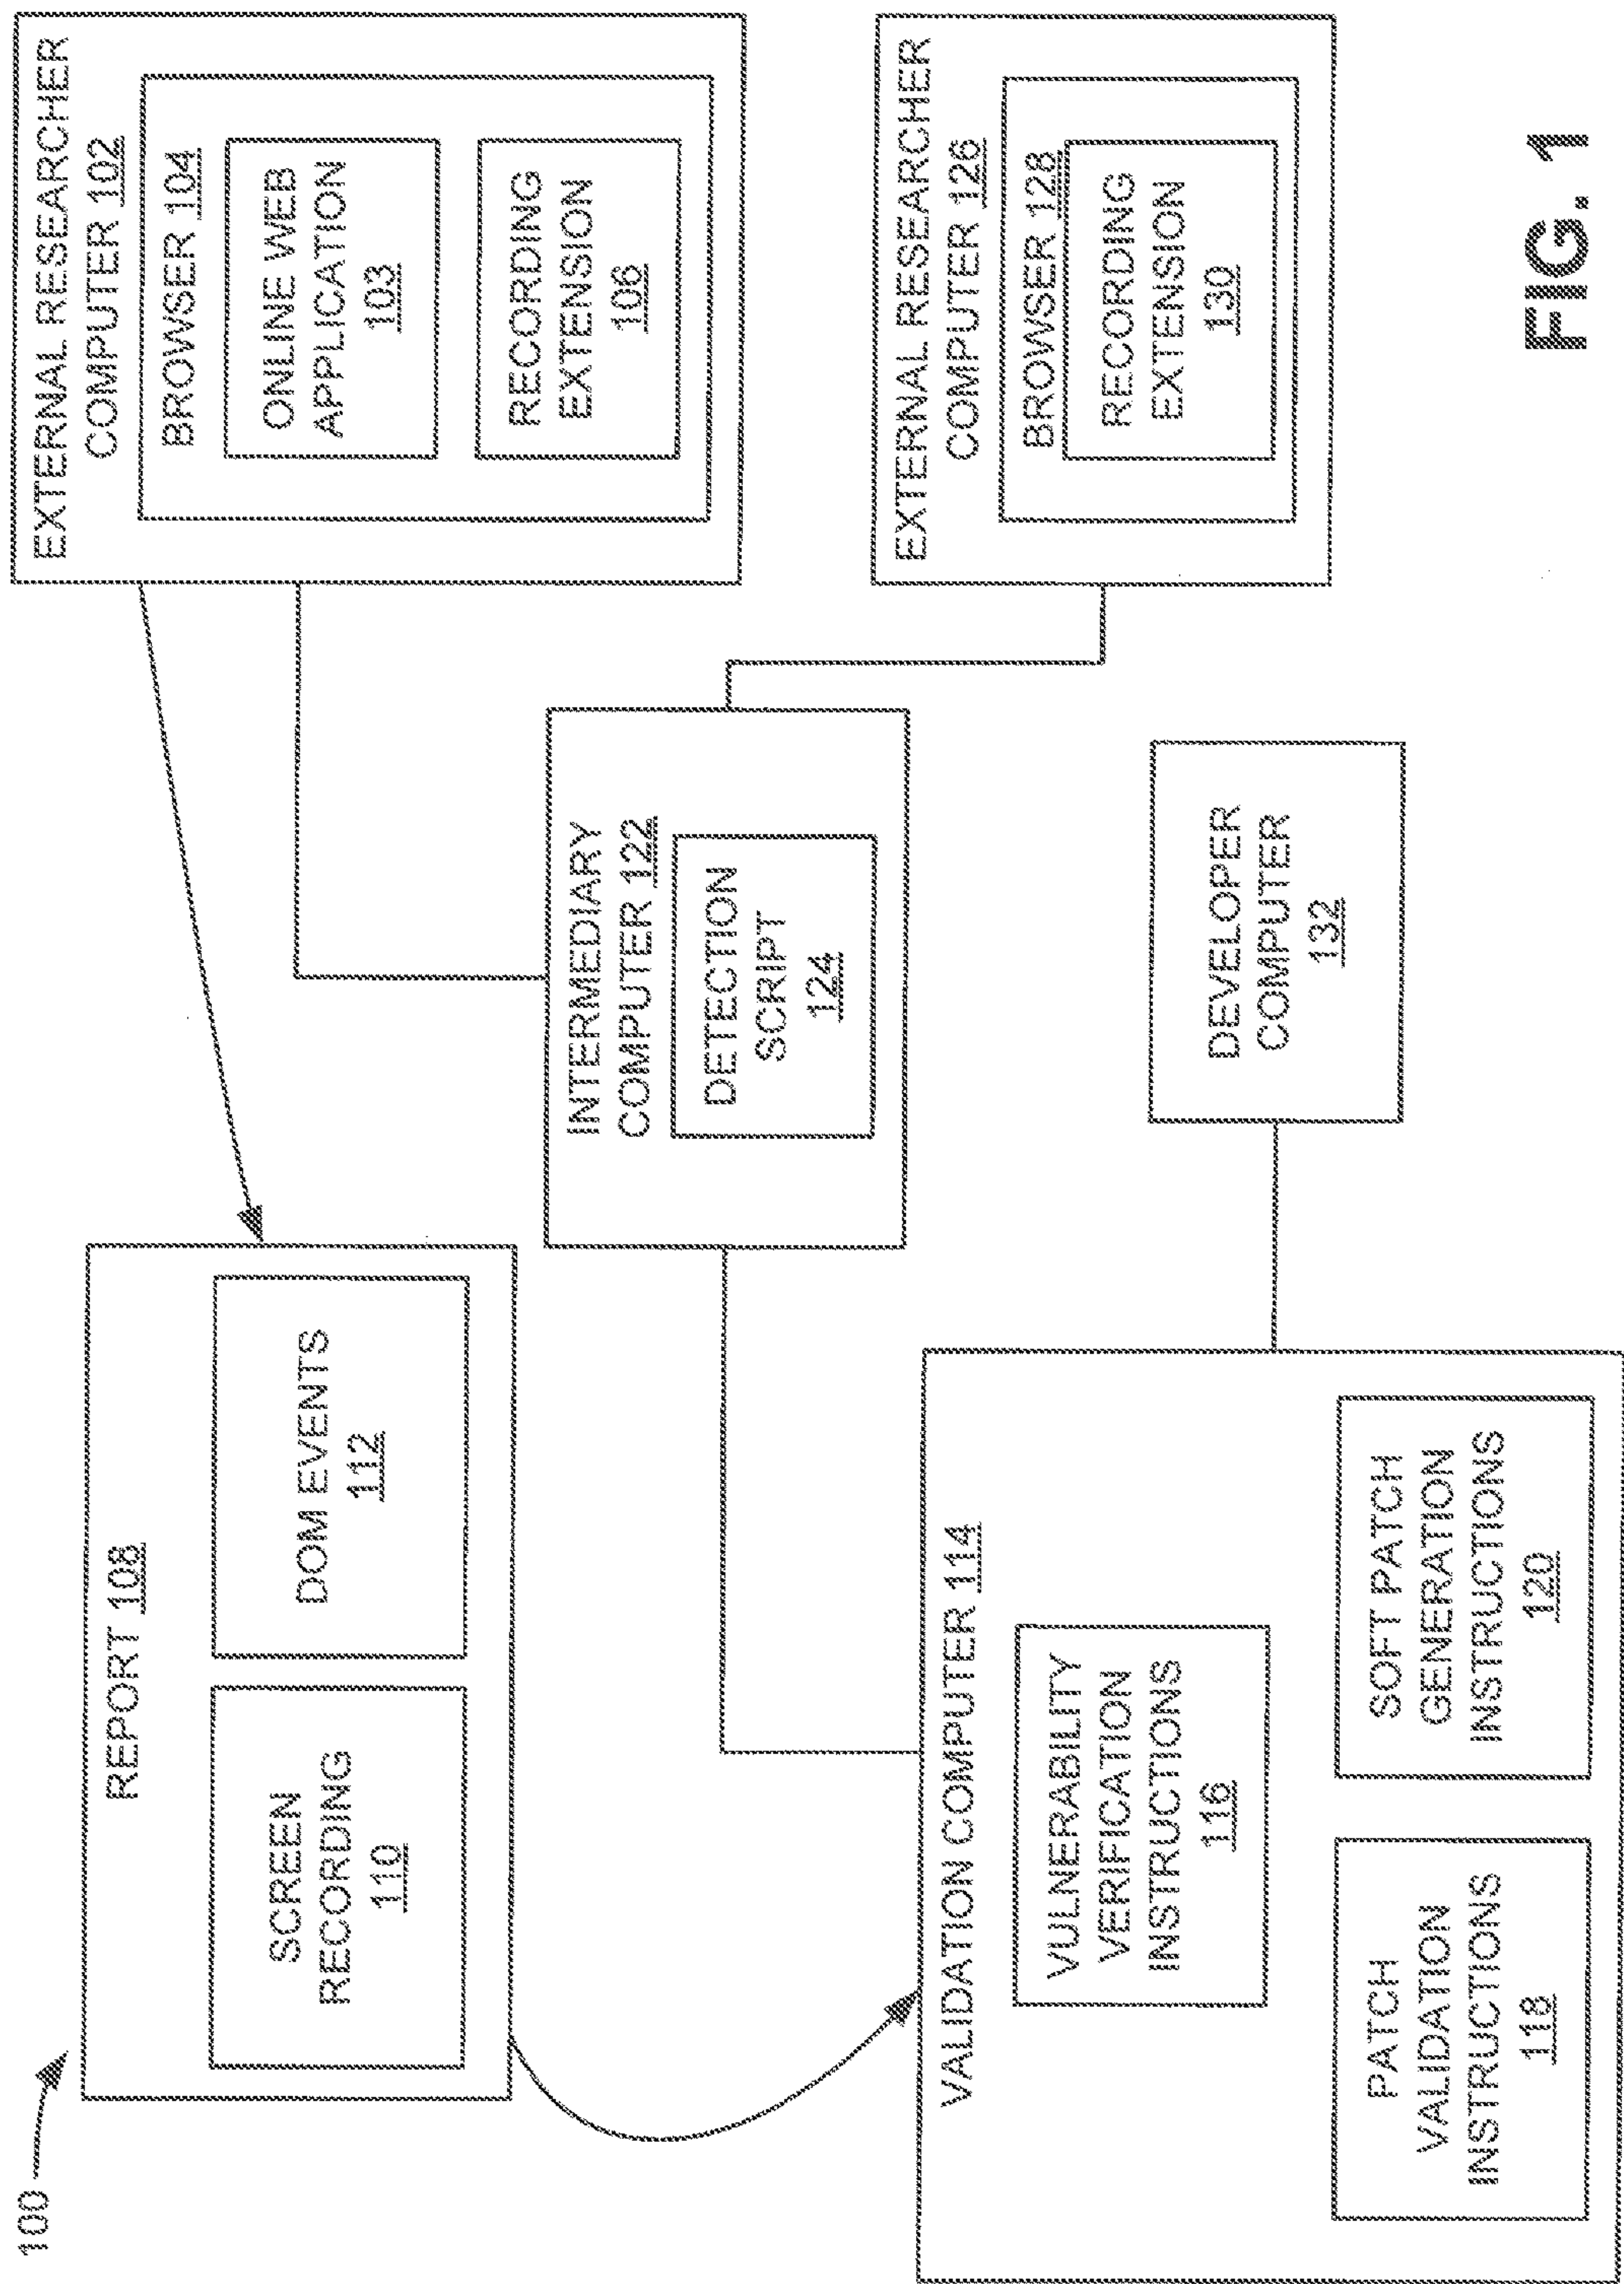 100
REPORT 108
SCREEN
RECORDING
110
DOM EVENTS
112
EXTERNAL RESEARCHER
COMPUTER 102
BROWSER 104
ONLINE WEB
APPLICATION
103
RECORDING
EXTENSION
106
INTERMEDIARY
COMPUTER 122
DETECTION
SCRIPT
124
VALIDATION COMPUTER 114
VULNERABILITY
VERIFICATION
INSTRUCTIONS
116
PATCH
VALIDATION
INSTRUCTIONS
118
SOFT PATCH
GENERATION
INSTRUCTIONS
120
DEVELOPER
COMPUTER
132
EXTERNAL RESEARCHER
COMPUTER 126
BROWSER 128
RECORDING
EXTENSION
130
FIG. 1